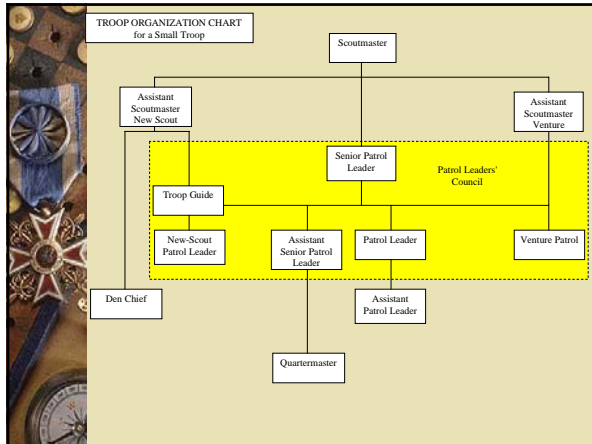 TROOP ORGANIZATION CHART
for a Small Troop
Scoutmaster
Assistant
Scoutmaster
New Scout
Assistant
Scoutmaster
Venture
Senior Patrol
Leader
Patrol Leaders'
Council
Troop Guide
New-Scout
Patrol Leader
Assistant
Senior Patrol
Leader
Patrol Leader
Venture Patrol
Den Chief
Assistant
Patrol Leader
Quartermaster